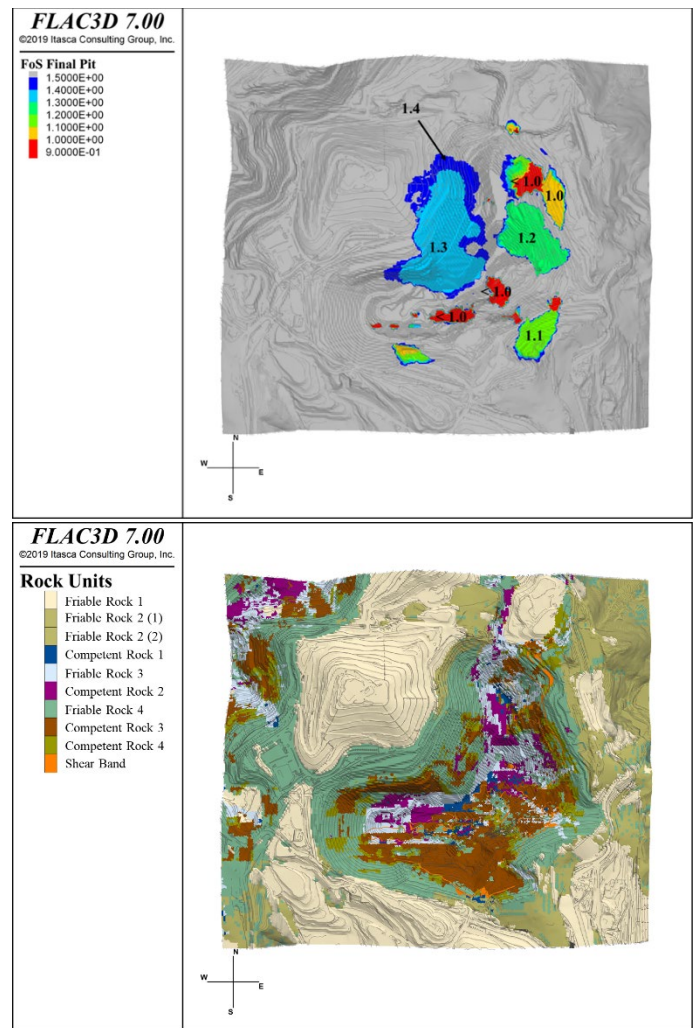 FLAC3D 7.00
©2019 Itasca Consulting Group, Inc.
FoS Final Pit
1.5000E+00
1.4000E+00
1.3000E+00
1.2000E+00
1.1000E+00
1.0000E+00
9.0000E-01
1.4
< 1.0
1.0
1.3
1.2
< 1.0
< 1.0
1.1
N
W E
S
FLAC3D 7.00
©2019 Itasca Consulting Group, Inc.
Rock Units
Friable Rock 1
Friable Rock 2 (1)
Friable Rock 2 (2)
Competent Rock 1
Friable Rock 3
Competent Rock 2
Friable Rock 4
Competent Rock 3
Competent Rock 4
Shear Band
N
W E
S